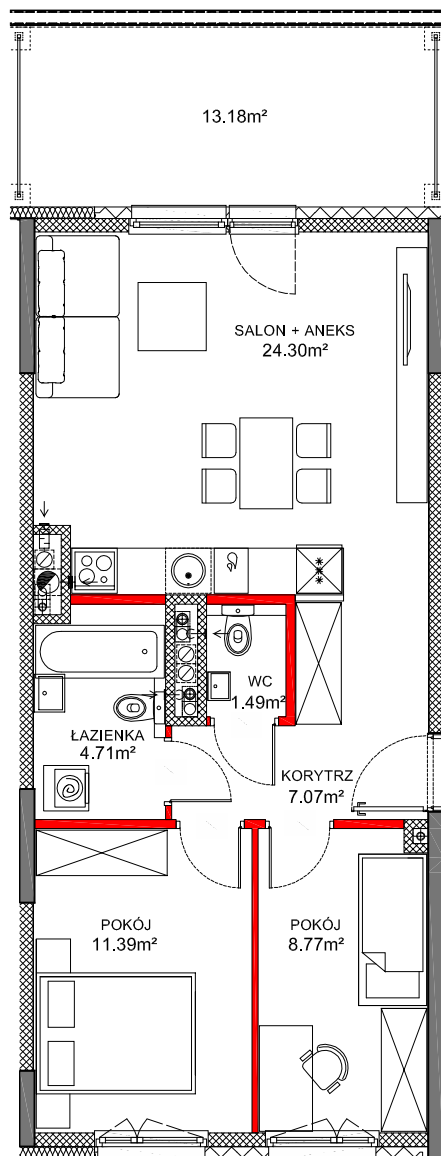 13.18m²
SALON + ANEKS
24.30m²
WC
1.49m²
ŁAZIENKA
4.71m²
KORYTRZ
7.07m²
POKÓJ
11.39m²
POKÓJ
8.77m²